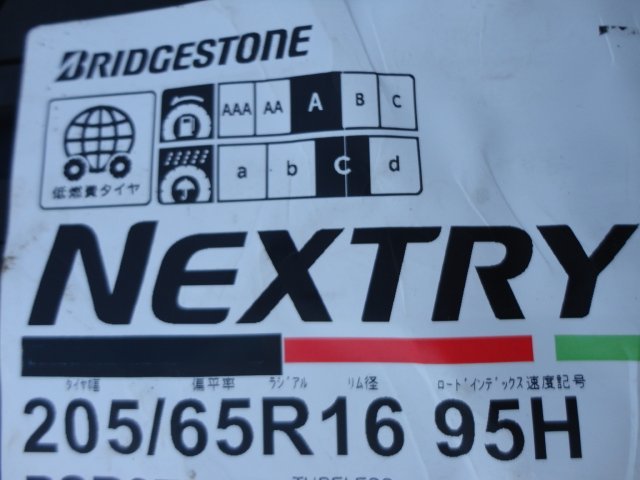 BRIDGESTONE
AAA AA A B C
a b c d
低燃費タイヤ
NEXTRY
タイヤ幅 偏平率 ラジアル リム径 ロードインデックス 速度記号
205/65R16 95H
TUBELESS